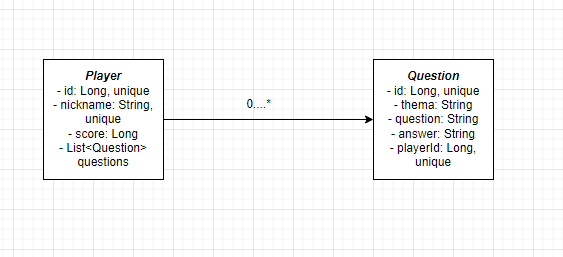 Player
- id: Long, unique
- nickname: String,
unique
- score: Long
- List<Question>
questions
0....*
Question
- id: Long, unique
- thema: String
- question: String
- answer: String
- playerId: Long,
unique